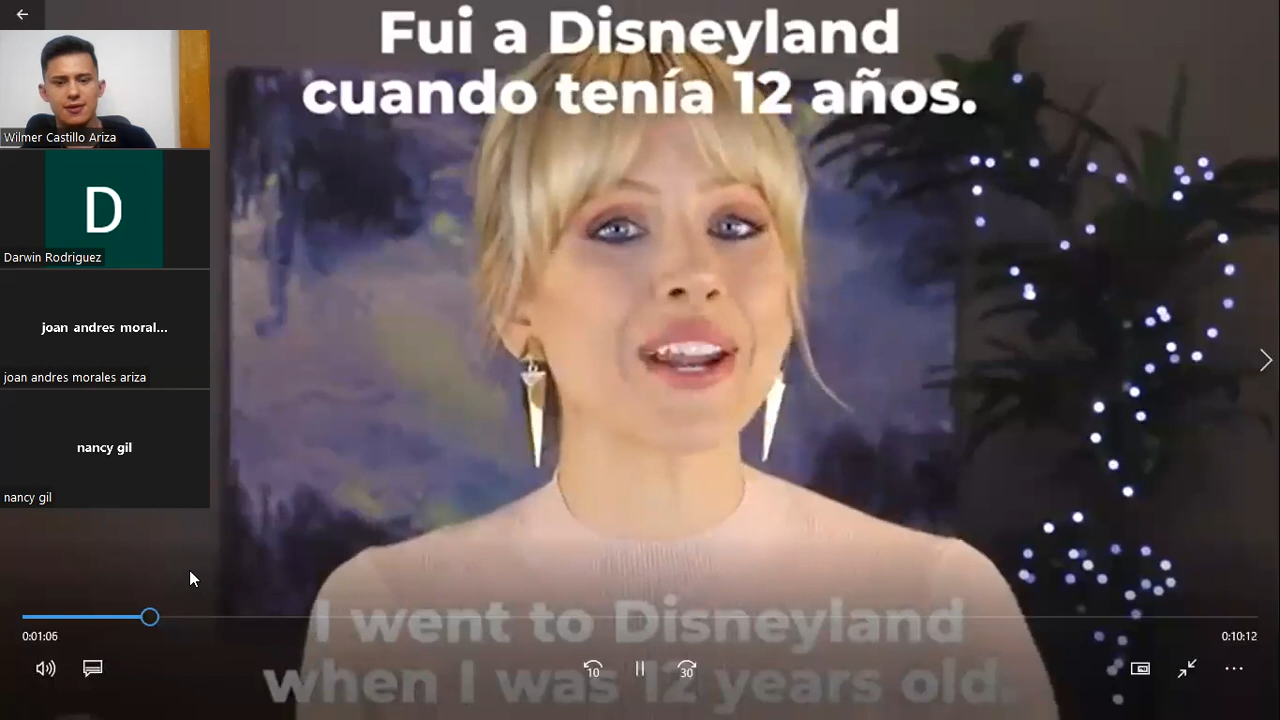 Fui a Disneyland
cuando tenía 12 años.
Wilmer Castillo Ariza
D
Darwin Rodriguez
joan andres moral...
joan andres morales ariza
nancy gil
nancy gil
0:01:06
0:10:12
I went to Disneyland
when I was 12 years old.
10
30